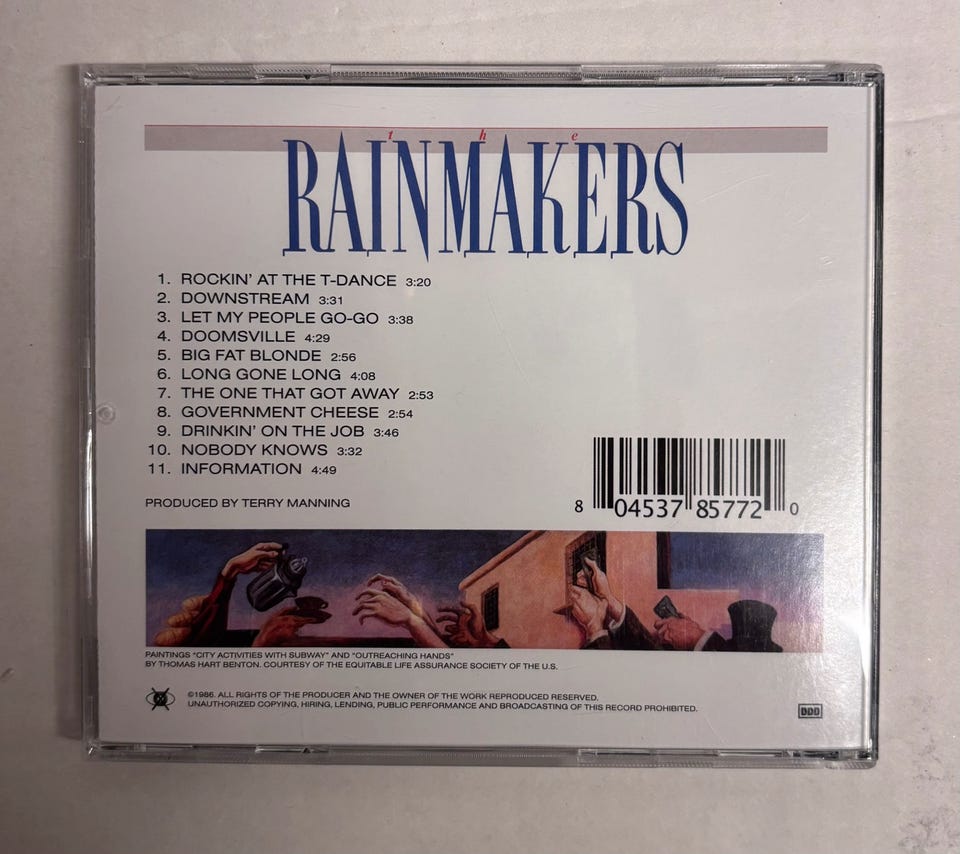 the
RAINMAKERS
1. ROCKIN' AT THE T-DANCE 3:20
2. DOWNSTREAM 3:31
3. LET MY PEOPLE GO-GO 3:38
4. DOOMSVILLE 4:29
5. BIG FAT BLONDE 2:56
6. LONG GONE LONG 4:08
7. THE ONE THAT GOT AWAY 2:53
8. GOVERNMENT CHEESE 2:54
9. DRINKIN' ON THE JOB 3:46
10. NOBODY KNOWS 3:32
11. INFORMATION 4:49
PRODUCED BY TERRY MANNING
8 04537 85772 0
PAINTINGS "CITY ACTIVITIES WITH SUBWAY" AND "OUTREACHING HANDS"
BY THOMAS HART BENTON. COURTESY OF THE EQUITABLE LIFE ASSURANCE SOCIETY OF THE U.S.
©1986. ALL RIGHTS OF THE PRODUCER AND THE OWNER OF THE WORK REPRODUCED RESERVED.
UNAUTHORIZED COPYING, HIRING, LENDING, PUBLIC PERFORMANCE AND BROADCASTING OF THIS RECORD PROHIBITED.
DDD